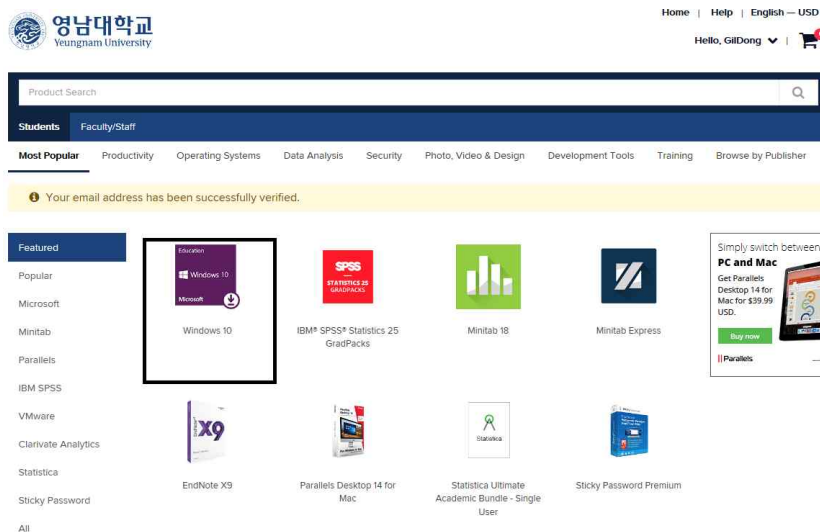 Home | Help | English — USD
영남대학교
Yeungnam University
Hello, GilDong
Product Search
Students Faculty/Staff
Most Popular Productivity Operating Systems Data Analysis Security Photo, Video & Design Development Tools Training Browse by Publisher
Your email address has been successfully verified.
Featured
Popular
Microsoft
Minitab
Parallels
IBM SPSS
VMware
Clarivate Analytics
Statistica
Sticky Password
All
Education
Windows 10
Microsoft
Windows 10
SPSS
STATISTICS 25
GRADPACKS
IBM® SPSS® Statistics 25
GradPacks
Minitab 18
Minitab Express
Simply switch between
PC and Mac
Get Parallels
Desktop 14 for
Mac for $39.99
USD.
Buy now
Parallels
X9
EndNote X9
Parallels Desktop 14 for
Mac
Statistica
Statistica Ultimate
Academic Bundle - Single
User
Sticky Password Premium